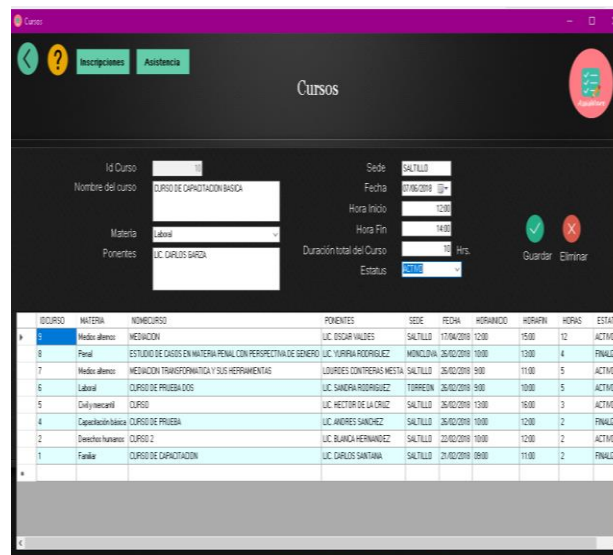 Cursos
Inscripciones
Asistencia
Cursos
Id Curso 10
Nombre del curso CURSO DE CAPACITACION BASICA
Materia Laboral
Ponentes LIC. CARLOS GARZA
Sede SALTILLO
Fecha 07/06/2018
Hora Inicio 12:00
Hora Fin 14:00
Duración total del Curso 10 Hrs.
Estatus ACTIVO
Guardar Eliminar
IDCURSO MATERIA NOMBCURSO PONENTES SEDE FECHA HORAINICIO HORAFIN HORAS ESTAT
9 Medios alternos MEDIACION LIC. OSCAR VALDES SALTILLO 17/04/2018 12:00 15:00 12 ACTIVO
8 Penal ESTUDIO DE CASOS EN MATERIA PENAL CON PERSPECTIVA DE GENERO LIC. YURIRIA RODRIGUEZ MONCLOVA 26/02/2018 10:00 13:00 4 FINALIZ
7 Medios alternos MEDIACION TRANSFORMATICA Y SUS HERRAMIENTAS LOURDES CONTRERAS MESTA SALTILLO 26/02/2018 9:00 11:00 5 ACTIVO
6 Laboral CURSO DE PRUEBA DOS LIC. SANDRA RODRIGUEZ TORREON 26/02/2018 9:00 10:00 5 ACTIVO
5 Civil y mercantil CURSO LIC. HECTOR DE LA CRUZ SALTILLO 26/02/2018 13:00 16:00 3 ACTIVO
4 Capacitación básica CURSO DE PRUEBA LIC. ANDRES SANCHEZ SALTILLO 26/02/2018 10:00 12:00 2 FINALIZ
2 Derechos humanos CURSO 2 LIC. BLANCA HERNANDEZ SALTILLO 22/02/2018 10:00 12:00 2 ACTIVO
1 Familiar CURSO DE CAPACITACION LIC. CARLOS SANTANA SALTILLO 21/02/2018 09:00 11:00 2 FINALIZ